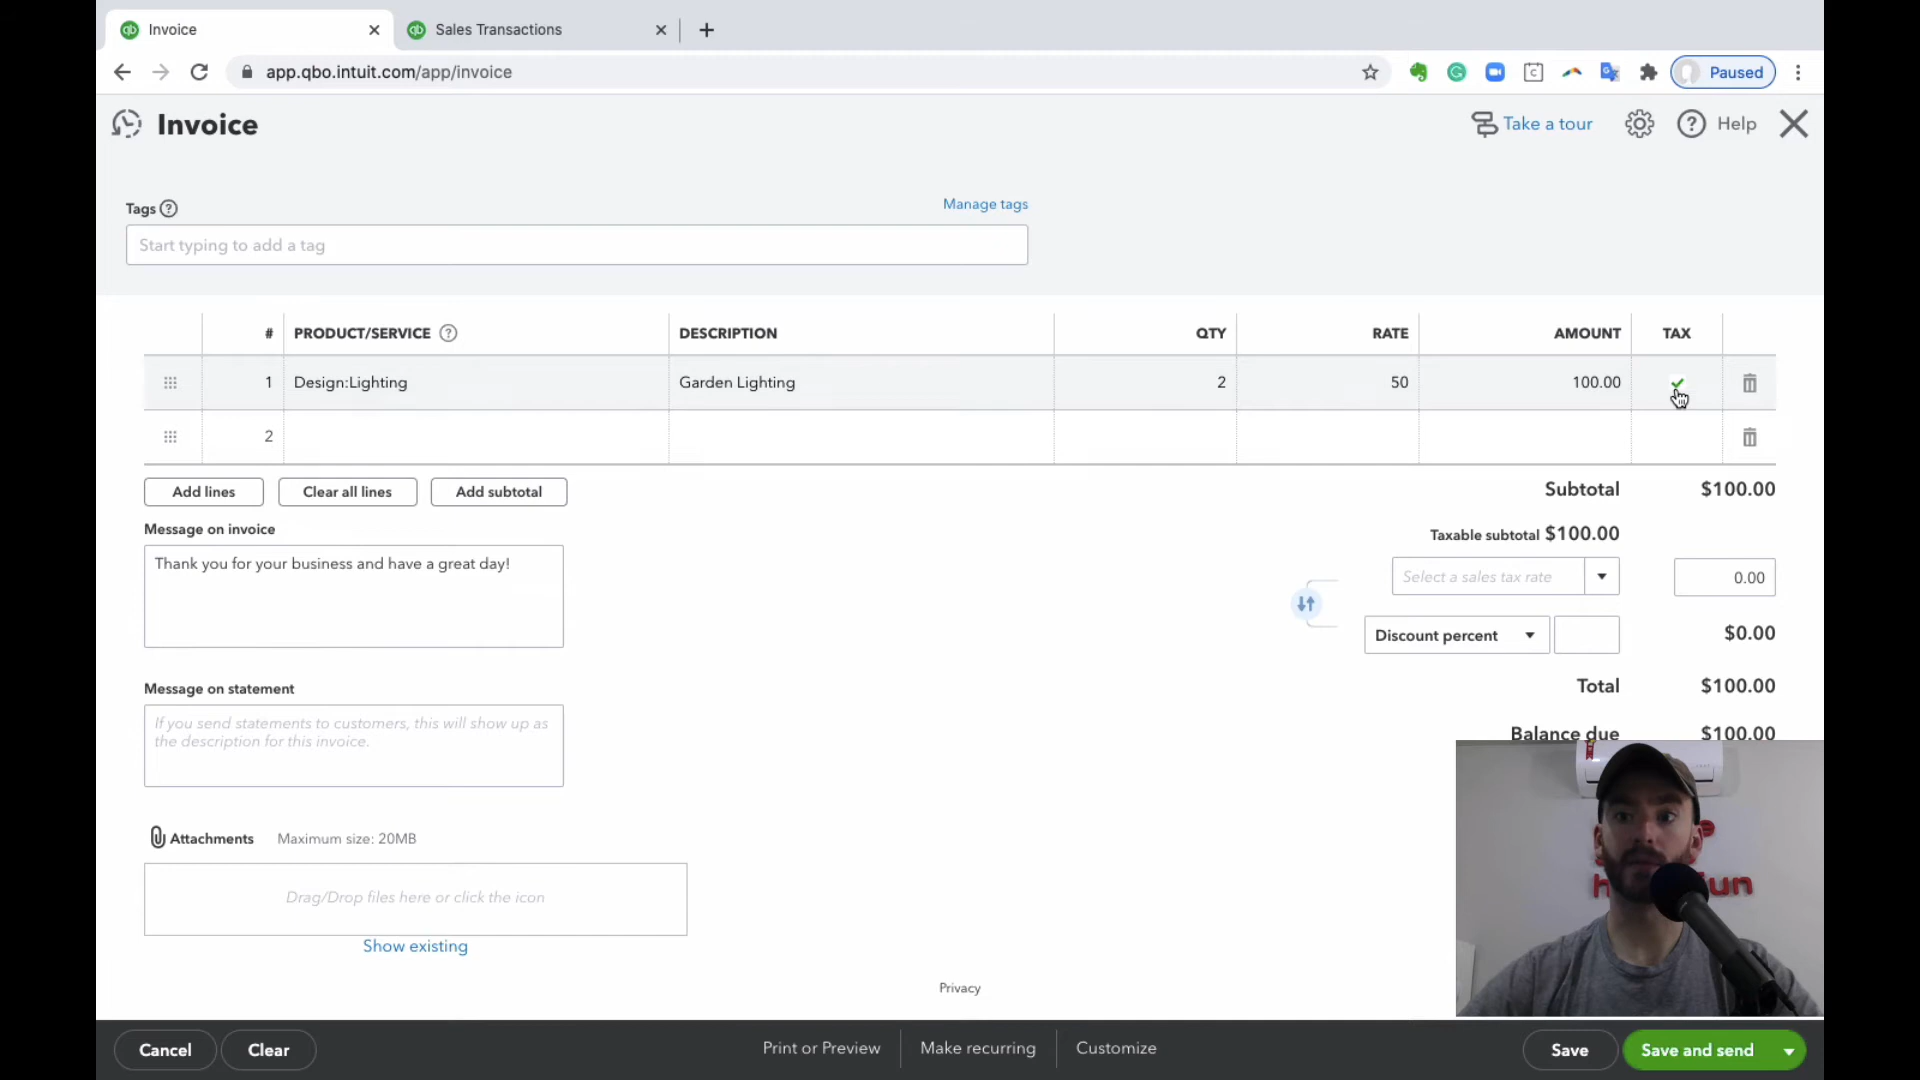 Invoice
Sales Transactions
app.qbo.intuit.com/app/invoice
Paused
Invoice
Take a tour
Help
Tags
Manage tags
Start typing to add a tag
# PRODUCT/SERVICE DESCRIPTION QTY RATE AMOUNT TAX
1 Design:Lighting Garden Lighting 2 50 100.00
2
Add lines Clear all lines Add subtotal
Subtotal $100.00
Message on invoice
Taxable subtotal $100.00
Thank you for your business and have a great day!
Select a sales tax rate 0.00
Discount percent $0.00
Message on statement
Total $100.00
If you send statements to customers, this will show up as
the description for this invoice.
Balance due $100.00
Attachments Maximum size: 20MB
Drag/Drop files here or click the icon
Show existing
Privacy
Cancel Clear Print or Preview Make recurring Customize Save Save and send